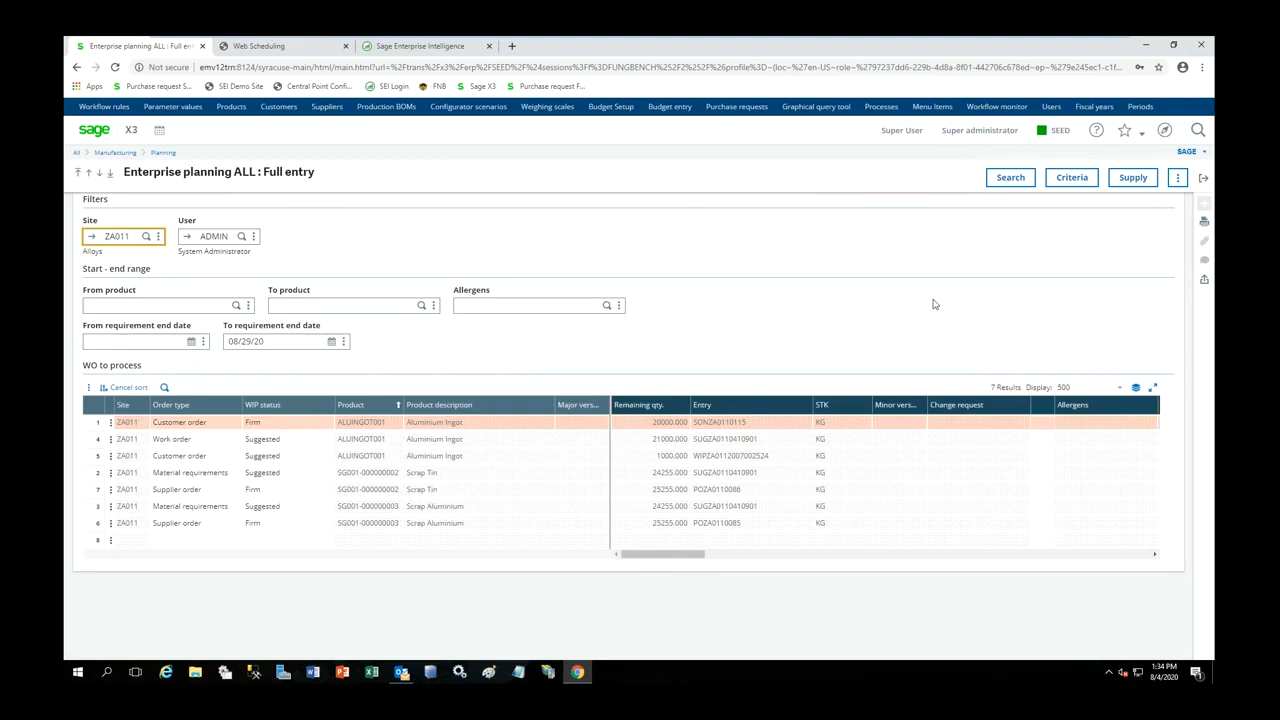 Enterprise planning ALL : Full ent
Web Scheduling
Sage Enterprise Intelligence
Not secure
Apps
Purchase request S...
SEI Demo Site
Central Point Confi...
SEI Login
FNB
Sage X3
Purchase request F...
Workflow rules Parameter values Products Customers Suppliers Production BOMs Configurator scenarios Weighing scales Budget Setup Budget entry Purchase requests Graphical query tool Processes Menu Items Workflow monitor Users Fiscal years Periods
sage X3
Super User Super administrator SEED
All Manufacturing Planning
SAGE
Enterprise planning ALL : Full entry
Search Criteria Supply
Filters
Site User
ZA011 ADMIN
Alloys System Administrator
Start - end range
From product To product Allergens
From requirement end date To requirement end date
08/29/20
WO to process
Cancel sort
7 Results Display: 500
Site Order type WIP status Product Product description Major vers... Remaining qty. Entry STK Minor vers... Change request Allergens
1 ZA011 Customer order Firm ALUINGOT001 Aluminium Ingot 20000.000 SONZA0110115 KG
4 ZA011 Work order Suggested ALUINGOT001 Aluminium Ingot 21000.000 SUGZA0110410901 KG
5 ZA011 Customer order Suggested ALUINGOT001 Aluminium Ingot 1000.000 WIPZA0112007002524 KG
2 ZA011 Material requirements Suggested SG001-000000002 Scrap Tin 24255.000 SUGZA0110410901 KG
7 ZA011 Supplier order Firm SG001-000000002 Scrap Tin 25255.000 POZA0110086 KG
3 ZA011 Material requirements Suggested SG001-000000003 Scrap Aluminium 24255.000 SUGZA0110410901 KG
6 ZA011 Supplier order Firm SG001-000000003 Scrap Aluminium 25255.000 POZA0110085 KG
8
1:34 PM
8/4/2020